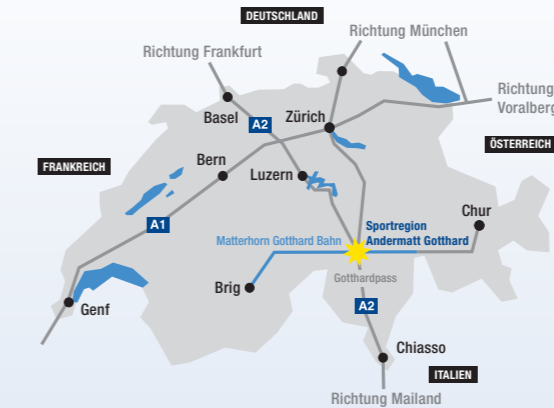 DEUTSCHLAND
Richtung München
Richtung Frankfurt
Richtung
Voralberg
Basel
A2
Zürich
ÖSTERREICH
FRANKREICH
Bern
Luzern
A1
Sportregion
Andermatt Gotthard
Chur
Matterhorn Gotthard Bahn
Gotthardpass
Brig
Genf
A2
Chiasso
ITALIEN
Richtung Mailand